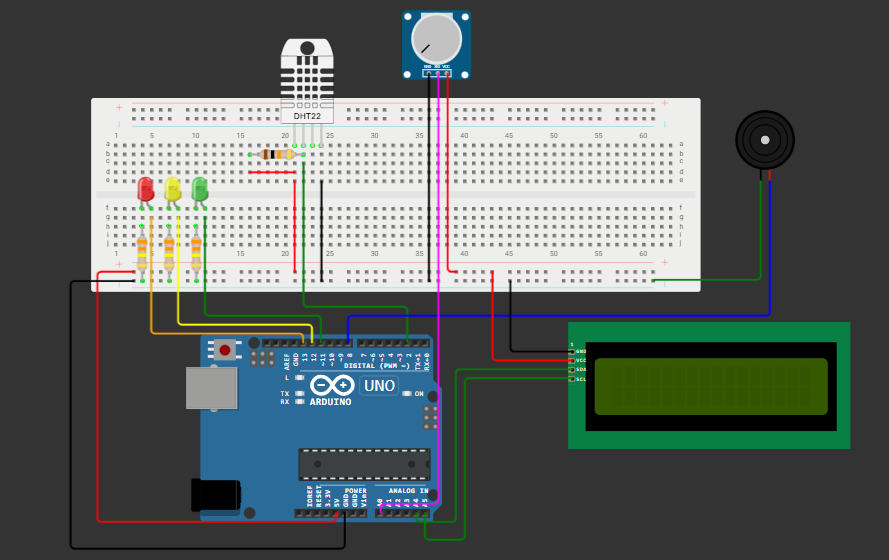 GND SIG VCC
DHT22
1 5 10 15 20 25 30 35 40 45 50 55 60
a a
b b
c c
d d
e e
f f
g g
h h
i i
j j
1 5 10 15 20 25 30 35 40 45 50 55 60
1
GND
VCC
SDA
SCL
AREF
GND
13
12
~11
~10
~9
8
7
~6
~5
4
~3
2
TX→1
RX←0
DIGITAL (PWM ~)
L
TX
RX
UNO
ARDUINO
ON
POWER
ANALOG IN
IOREF
RESET
3.3V
5V
GND
GND
Vin
A0
A1
A2
A3
A4
A5